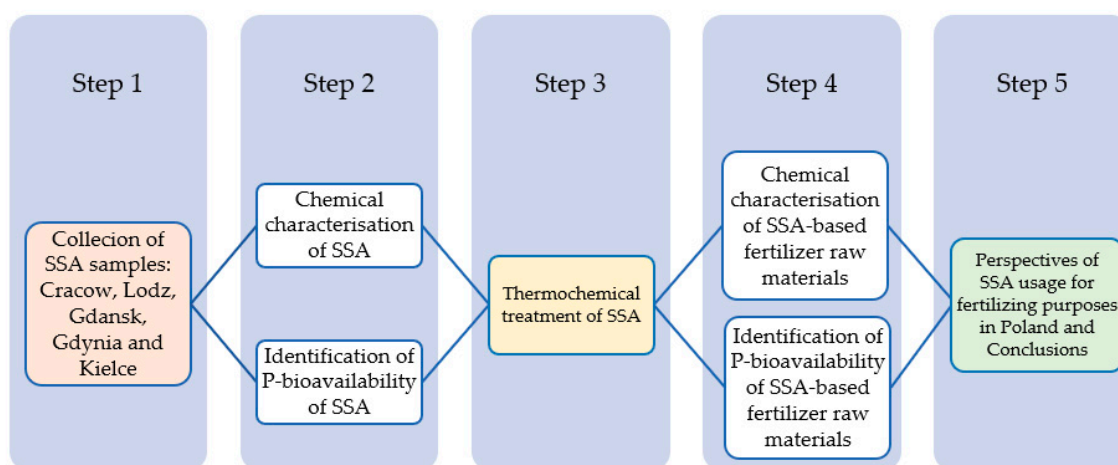 Step 1
Collecion of
SSA samples:
Cracow, Lodz,
Gdansk,
Gdynia and
Kielce
Step 2
Chemical
characterisation
of SSA
Identification of
P-bioavailability
of SSA
Step 3
Thermochemical
treatment of SSA
Step 4
Chemical
characterisation
of SSA-based
fertilizer raw
materials
Identification of
P-bioavailability
of SSA-based
fertilizer raw
materials
Step 5
Perspectives of
SSA usage for
fertilizing purposes
in Poland and
Conclusions